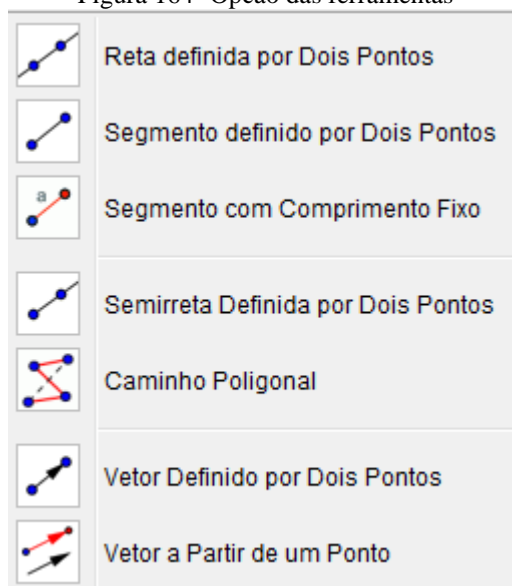 Figura 184- Opção das ferramentas
Reta definida por Dois Pontos
Segmento definido por Dois Pontos
a
Segmento com Comprimento Fixo
Semirreta Definida por Dois Pontos
Caminho Poligonal
Vetor Definido por Dois Pontos
Vetor a Partir de um Ponto